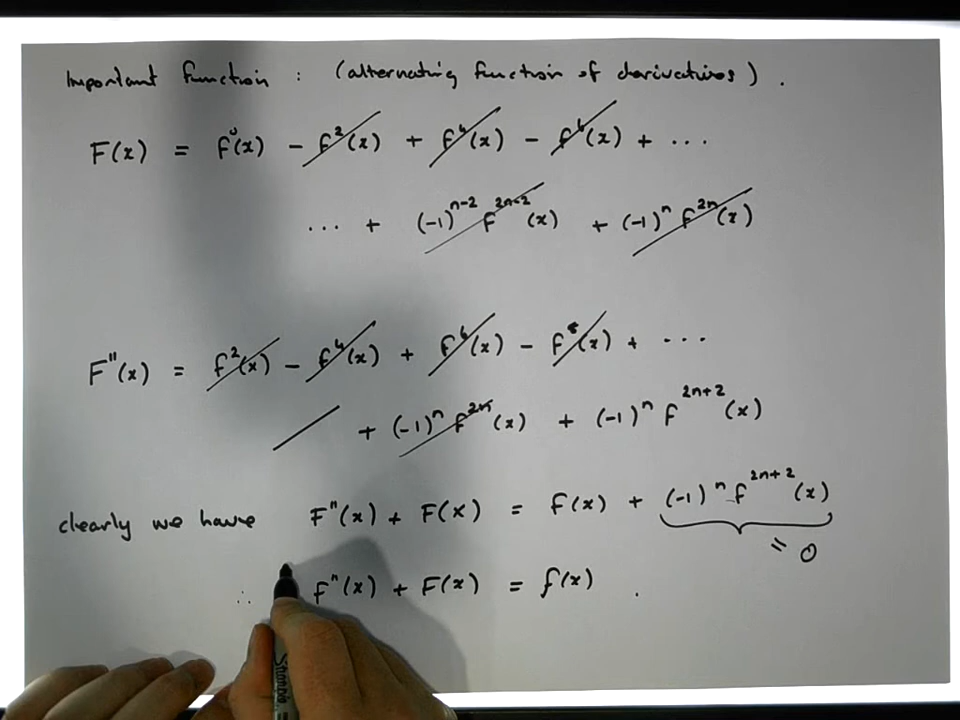 Important function : (alternating function of derivatives) .
F(x) = f⁰(x) − f²(x) + f⁴(x) − f⁶(x) + ...
... + (-1)ⁿ⁻² f²ⁿ⁻²(x) + (-1)ⁿ f²ⁿ(x)
F"(x) = f²(x) − f⁴(x) + f⁶(x) − f⁸(x) + ...
+ (-1)ⁿ f²ⁿ(x) + (-1)ⁿ f²ⁿ⁺²(x)
clearly we have F"(x) + F(x) = f(x) + (-1)ⁿ f²ⁿ⁺²(x)
= 0
∴ F"(x) + F(x) = f(x) .